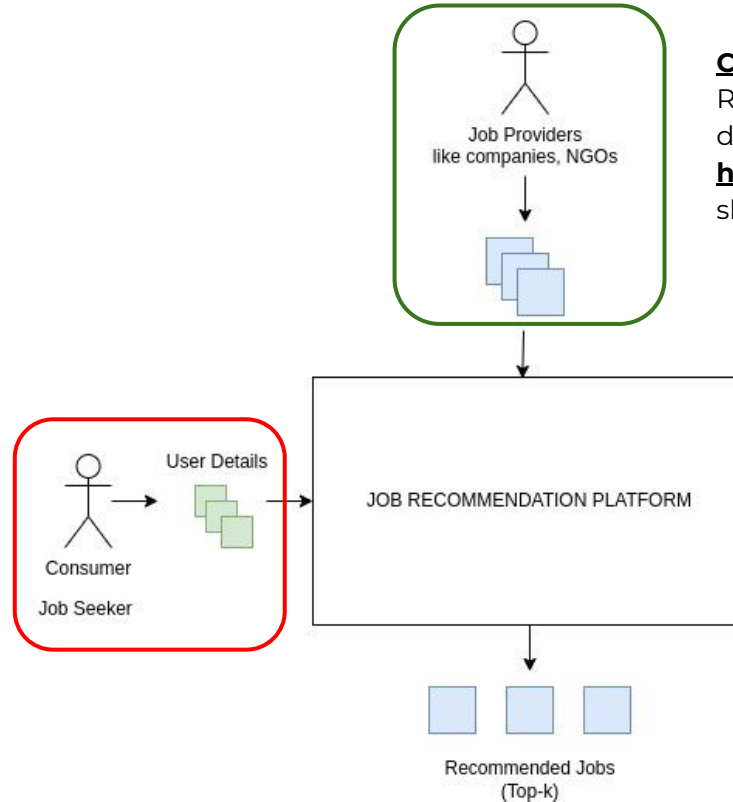 Job Providers
like companies, NGOs
User Details
Consumer
Job Seeker
JOB RECOMMENDATION PLATFORM
Recommended Jobs
(Top-k)